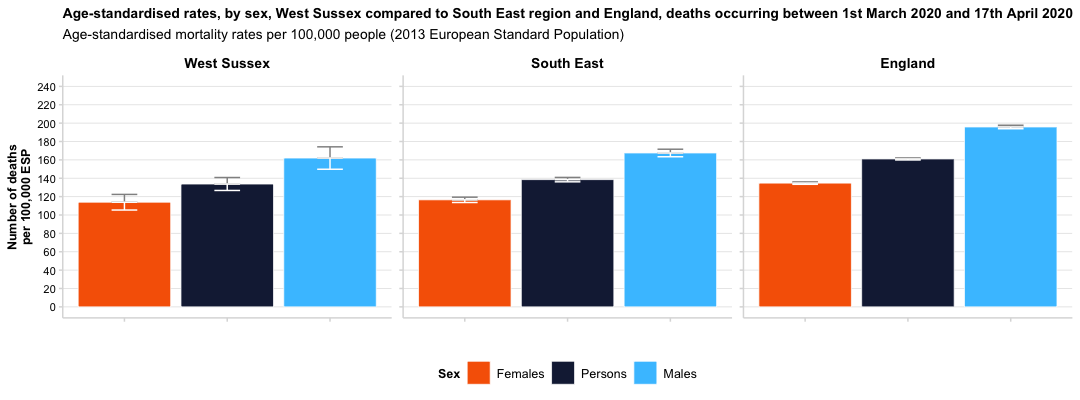 Age-standardised rates, by sex, West Sussex compared to South East region and England, deaths occurring between 1st March 2020 and 17th April 2020
Age-standardised mortality rates per 100,000 people (2013 European Standard Population)
West Sussex
South East
England
Number of deaths
per 100,000 ESP
240
220
200
180
160
140
120
100
80
60
40
20
0
Sex Females Persons Males